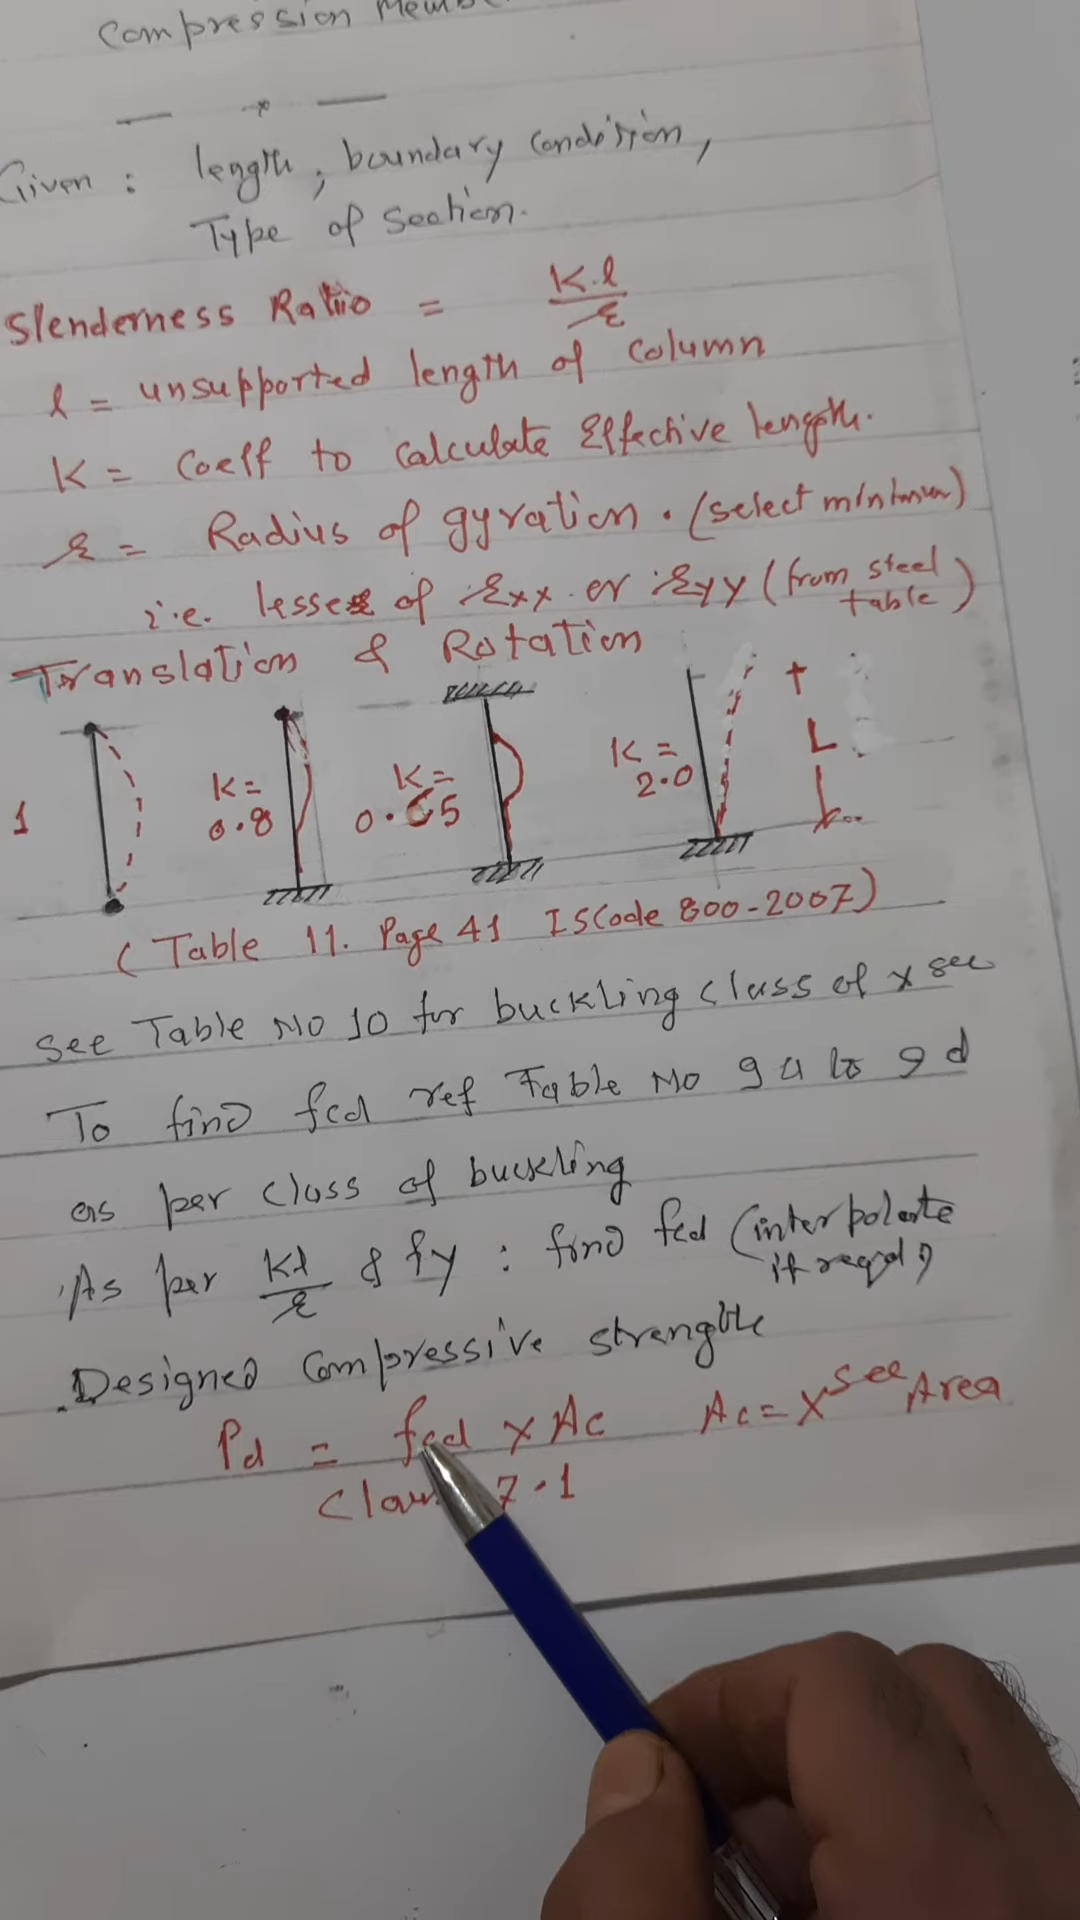 Compression Mem
Given : length, boundary condition,
Type of Section.
Slenderness Ratio = K.l / r
l = unsupported length of column
K = Coeff to calculate Effective length.
r = Radius of gyration. (select minimum)
i.e. lesser of rxx or ryy (from steel table)
Translation & Rotation
1 K = 0.8 K = 0.65 K = 2.0
(Table 11. Page 41 IS Code 800-2007)
See Table No 10 for buckling class of x sec
To find fcd ref Table No 9 a to 9 d
as per class of buckling
As per Kl / r & fy : find fcd (interpolate if reqd)
Designed Compressive strength
Pd = fcd x Ac Ac = x sec Area
7.1